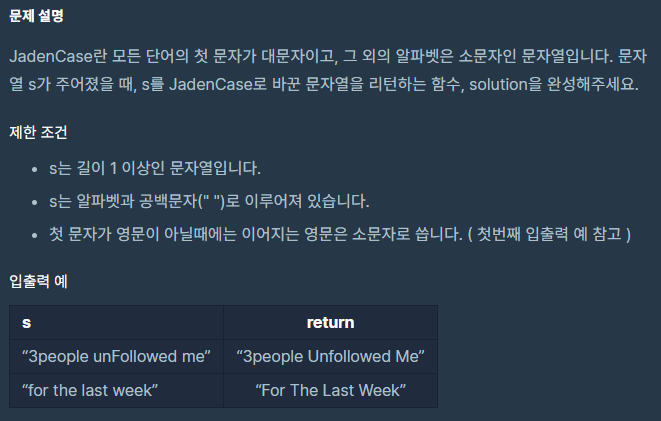 문제 설명
JadenCase란 모든 단어의 첫 문자가 대문자이고, 그 외의 알파벳은 소문자인 문자열입니다. 문자
열 s가 주어졌을 때, s를 JadenCase로 바꾼 문자열을 리턴하는 함수, solution을 완성해주세요.
제한 조건
• s는 길이 1 이상인 문자열입니다.
• s는 알파벳과 공백문자(" ")로 이루어져 있습니다.
• 첫 문자가 영문이 아닐때에는 이어지는 영문은 소문자로 씁니다. ( 첫번째 입출력 예 참고 )
입출력 예
s return
“3people unFollowed me” “3people Unfollowed Me”
“for the last week” “For The Last Week”